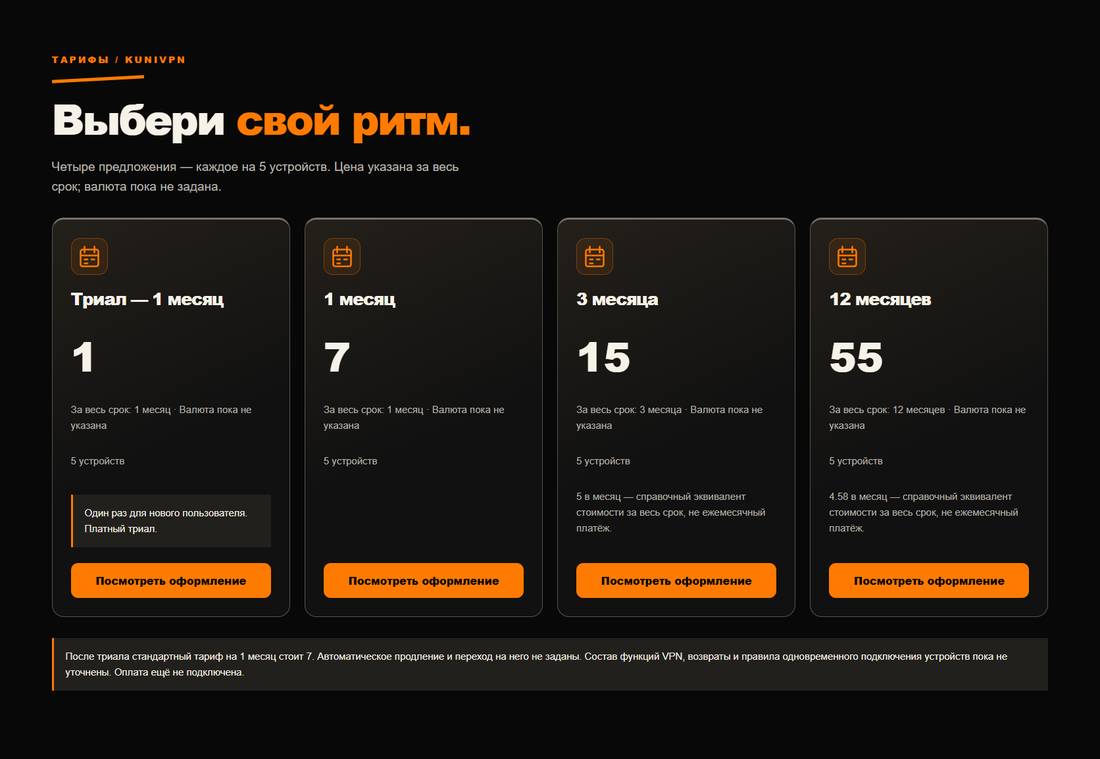 ТАРИФЫ / KUNIVPN
Выбери свой ритм.
Четыре предложения — каждое на 5 устройств. Цена указана за весь
срок; валюта пока не задана.
Триал — 1 месяц
1
За весь срок: 1 месяц · Валюта пока не
указана
5 устройств
Один раз для нового пользователя.
Платный триал.
Посмотреть оформление
1 месяц
7
За весь срок: 1 месяц · Валюта пока не
указана
5 устройств
Посмотреть оформление
3 месяца
15
За весь срок: 3 месяца · Валюта пока не
указана
5 устройств
5 в месяц — справочный эквивалент
стоимости за весь срок, не ежемесячный
платёж.
Посмотреть оформление
12 месяцев
55
За весь срок: 12 месяцев · Валюта пока не
указана
5 устройств
4.58 в месяц — справочный эквивалент
стоимости за весь срок, не ежемесячный
платёж.
Посмотреть оформление
После триала стандартный тариф на 1 месяц стоит 7. Автоматическое продление и переход на него не заданы. Состав функций VPN, возвраты и правила одновременного подключения устройств пока не
уточнены. Оплата ещё не подключена.